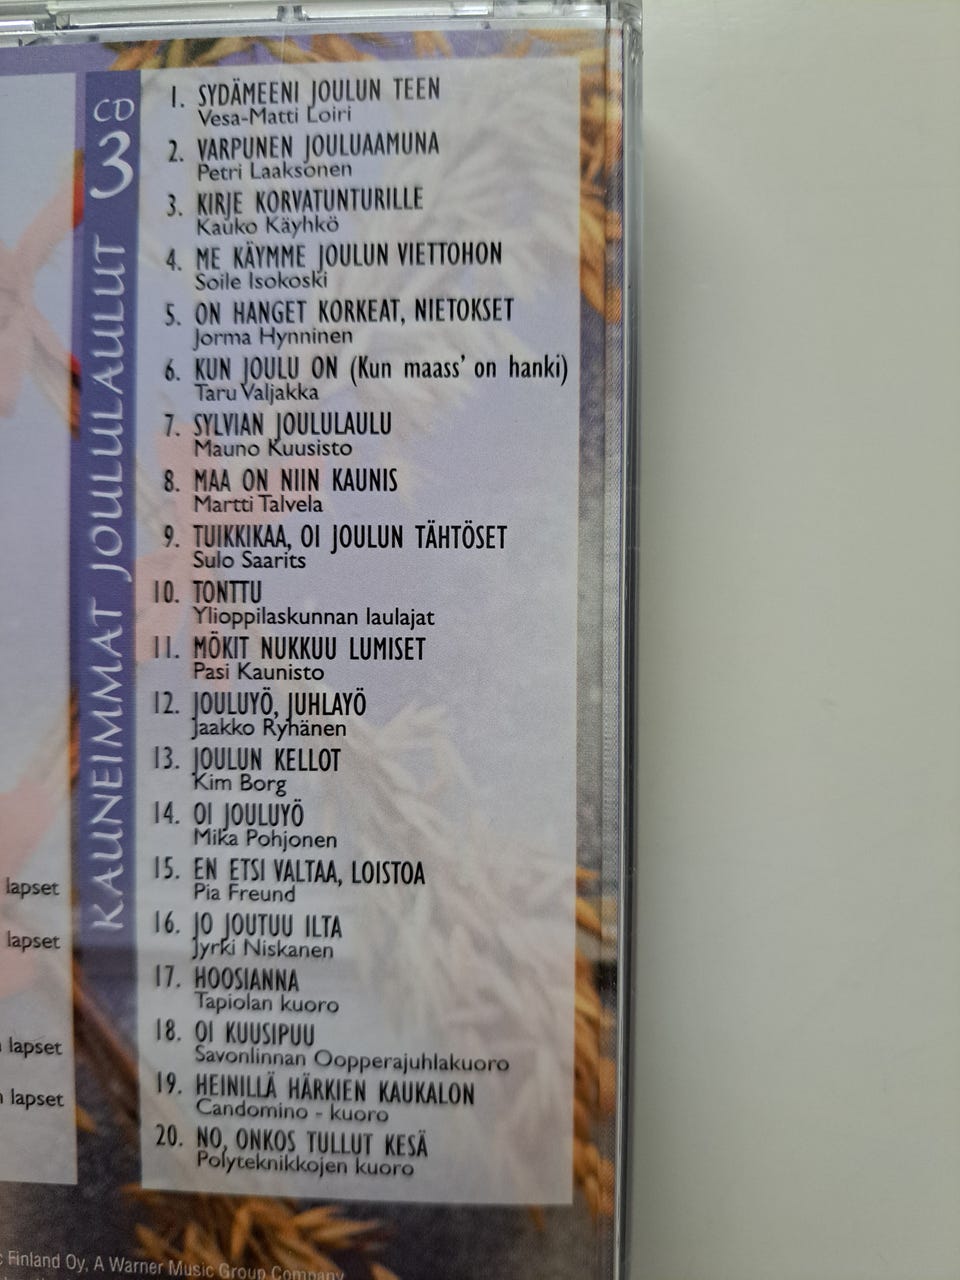 CD 3
KAUNEIMMAT JOULULAULUT
1. SYDÄMEENI JOULUN TEEN
Vesa-Matti Loiri
2. VARPUNEN JOULUAAMUNA
Petri Laaksonen
3. KIRJE KORVATUNTURILLE
Kauko Käyhkö
4. ME KÄYMME JOULUN VIETTOHON
Soile Isokoski
5. ON HANGET KORKEAT, NIETOKSET
Jorma Hynninen
6. KUN JOULU ON (Kun maass' on hanki)
Taru Valjakka
7. SYLVIAN JOULULAULU
Mauno Kuusisto
8. MAA ON NIIN KAUNIS
Martti Talvela
9. TUIKKIKAA, OI JOULUN TÄHTÖSET
Sulo Saarits
10. TONTTU
Ylioppilaskunnan laulajat
11. MÖKIT NUKKUU LUMISET
Pasi Kaunisto
12. JOULUYÖ, JUHLAYÖ
Jaakko Ryhänen
13. JOULUN KELLOT
Kim Borg
14. OI JOULUYÖ
Mika Pohjonen
15. EN ETSI VALTAA, LOISTOA
Pia Freund
16. JO JOUTUU ILTA
Jyrki Niskanen
17. HOOSIANNA
Tapiolan kuoro
18. OI KUUSIPUU
Savonlinnan Oopperajuhlakuoro
19. HEINILLÄ HÄRKIEN KAUKALON
Candomino - kuoro
20. NO, ONKOS TULLUT KESÄ
Polyteknikkojen kuoro
lapset
lapset
lapset
lapset
Finland Oy, A Warner Music Group Company